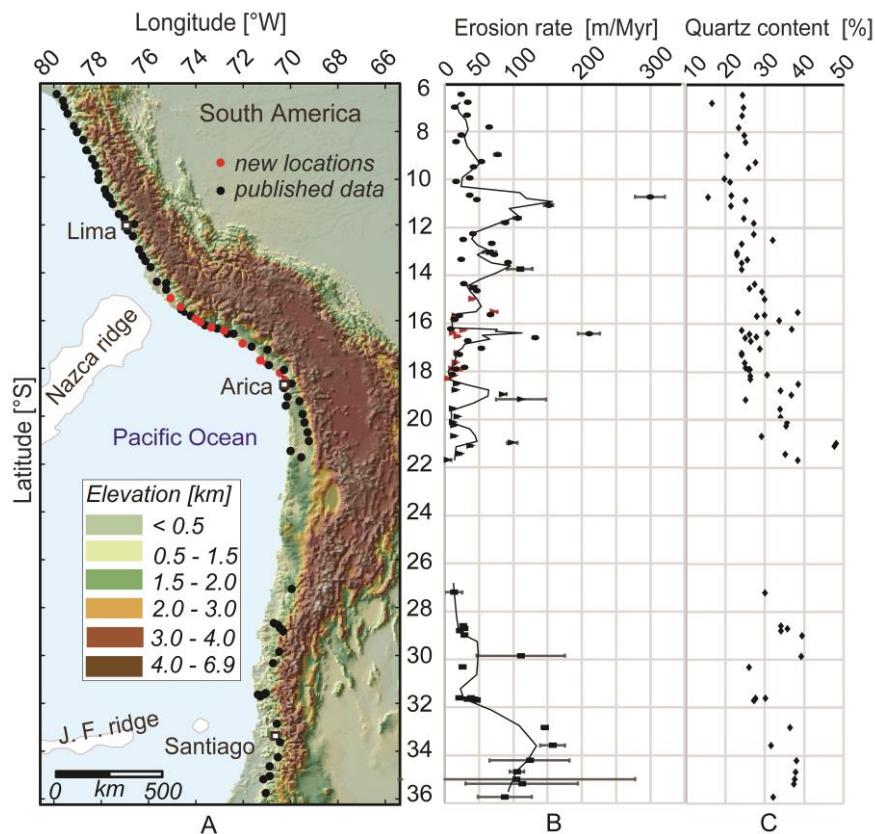 Longitude [°W]
80 78 76 74 72 70 68 66
South America
new locations
published data
Lima
Nazca ridge
Arica
Pacific Ocean
Latitude [°S]
Elevation [km]
< 0.5
0.5 - 1.5
1.5 - 2.0
2.0 - 3.0
3.0 - 4.0
4.0 - 6.9
J. F. ridge
Santiago
0 km 500
A
Erosion rate [m/Myr]
0 50 100 200 300
6
8
10
12
14
16
18
20
22
24
26
28
30
32
34
36
B
Quartz content [%]
10 20 30 40 50
C